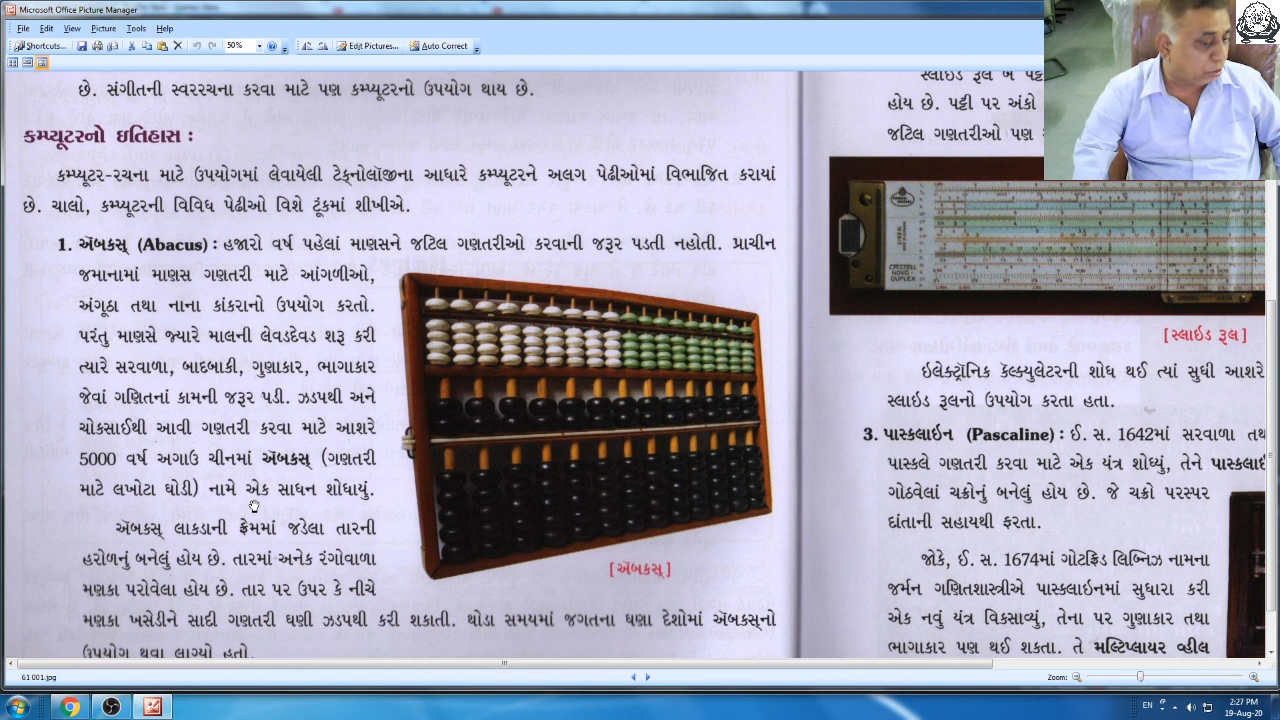 Microsoft Office Picture Manager
File Edit View Picture Tools Help
Shortcuts... 50% Edit Pictures... Auto Correct
છે. સંગીતની સ્વરરચના કરવા માટે પણ કમ્પ્યૂટરનો ઉપયોગ થાય છે.
કમ્પ્યૂટરનો ઇતિહાસ :
કમ્પ્યૂટર-રચના માટે ઉપયોગમાં લેવાયેલી ટેક્નોલૉજીના આધારે કમ્પ્યૂટરને અલગ પેઢીઓમાં વિભાજિત કરાયાં
છે. ચાલો, કમ્પ્યૂટરની વિવિધ પેઢીઓ વિશે ટૂંકમાં શીખીએ.
1. ઍબકસ્ (Abacus) : હજારો વર્ષ પહેલાં માણસને જટિલ ગણતરીઓ કરવાની જરૂર પડતી નહોતી. પ્રાચીન
જમાનામાં માણસ ગણતરી માટે આંગળીઓ,
અંગૂઠા તથા નાના કાંકરાનો ઉપયોગ કરતો.
પરંતુ માણસે જ્યારે માલની લેવડદેવડ શરૂ કરી
ત્યારે સરવાળા, બાદબાકી, ગુણાકાર, ભાગાકાર
જેવાં ગણિતનાં કામની જરૂર પડી. ઝડપથી અને
ચોકસાઈથી આવી ગણતરી કરવા માટે આશરે
5000 વર્ષ અગાઉ ચીનમાં ઍબકસ્ (ગણતરી
માટે લખોટા ઘોડી) નામે એક સાધન શોધાયું.
ઍબકસ્ લાકડાની ફ્રેમમાં જડેલા તારની
હરોળનું બનેલું હોય છે. તારમાં અનેક રંગોવાળા
મણકા પરોવેલા હોય છે. તાર પર ઉપર કે નીચે
મણકા ખસેડીને સાદી ગણતરી ઘણી ઝડપથી કરી શકાતી. થોડા સમયમાં જગતના ઘણા દેશોમાં ઍબકસ્નો
ઉપયોગ થવા લાગ્યો હતો.
[ઍબકસ્]
સ્લાઇડ રૂલ બે
હોય છે. પટ્ટી પર અંકો
જટિલ ગણતરીઓ પણ
CASTELL
NOVO-
DUPLEX
[સ્લાઇડ રૂલ]
ઇલેક્ટ્રૉનિક કૅલ્ક્યુલેટરની શોધ થઈ ત્યાં સુધી આશરે
સ્લાઇડ રૂલનો ઉપયોગ કરતા હતા.
3. પાસ્કલાઇન (Pascaline) : ઈ. સ. 1642માં સરવાળા
પાસ્કલે ગણતરી કરવા માટે એક યંત્ર શોધ્યું, તેને
ગોઠવેલાં ચક્રોનું બનેલું હોય છે. જે ચક્રો પરસ્પર
દાંતાની સહાયથી ફરતા.
જોકે, ઈ. સ. 1674માં ગોટફ્રિડ લિબ્નિઝ નામના
જર્મન ગણિતશાસ્ત્રીએ પાસ્કલાઇનમાં સુધારા કરી
એક નવું યંત્ર વિકસાવ્યું, તેના પર ગુણાકાર તથા
ભાગાકાર પણ થઈ શકતા. તે મલ્ટિપ્લાયર વ્હીલ
61 001.jpg
Zoom:
EN
2:27 PM
19-Aug-20